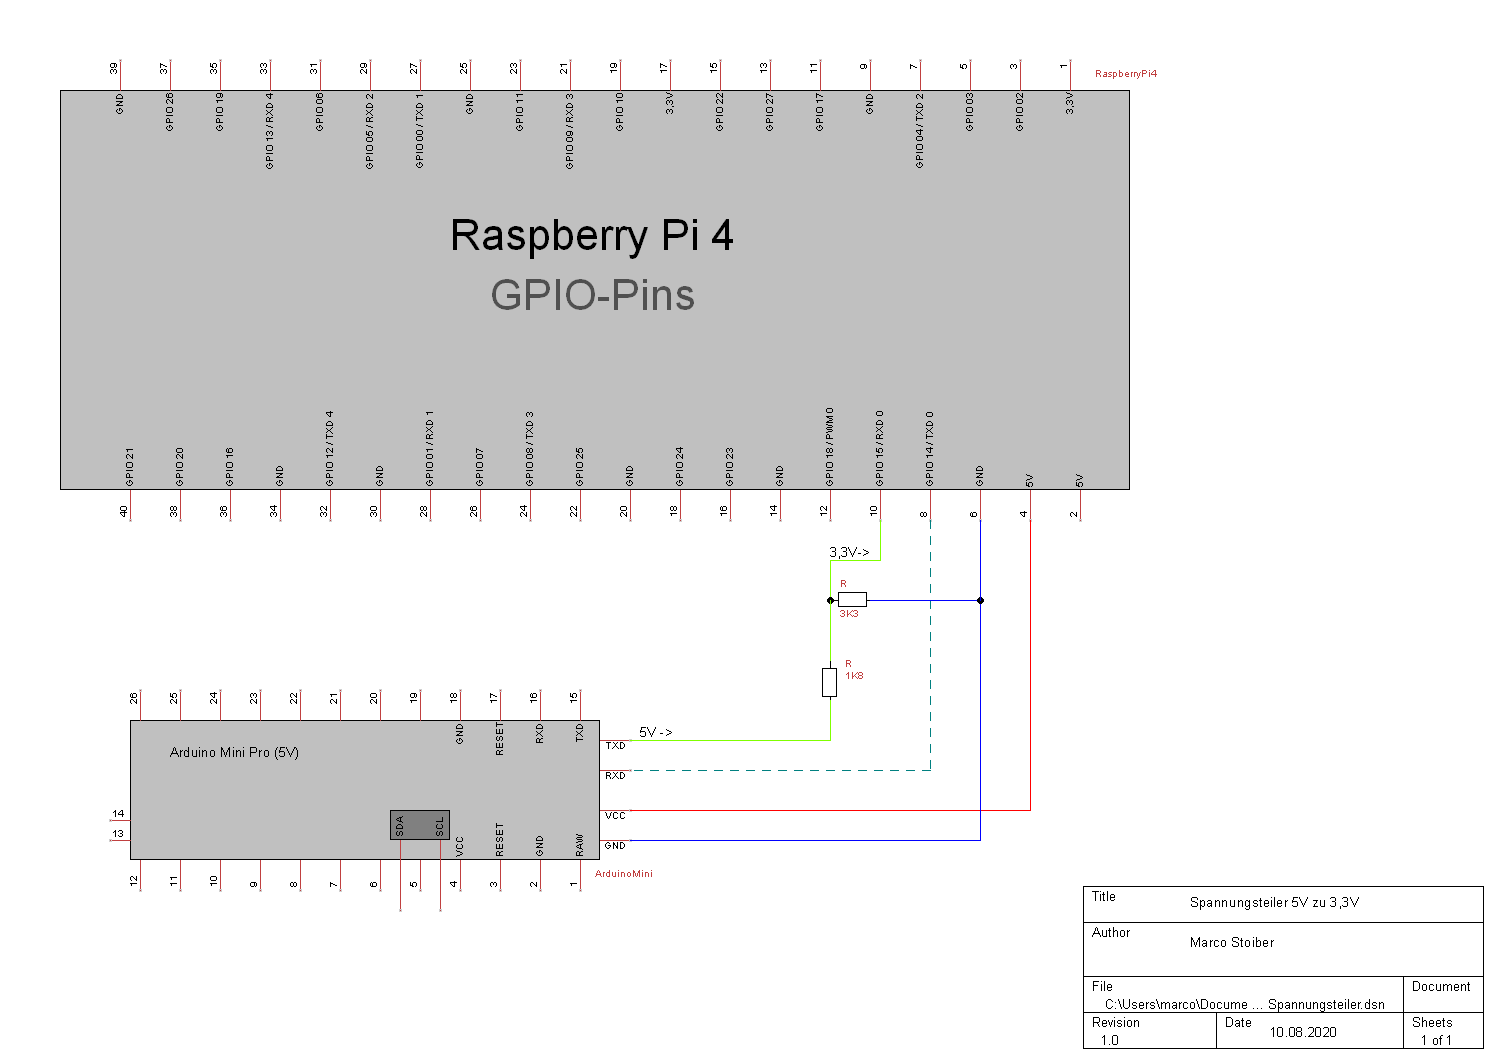 39 37 35 33 31 29 27 25 23 21 19 17 15 13 11 9 7 5 3 1
RaspberryPi4
GND
GPIO 26
GPIO 19
GPIO 13 / RXD 4
GPIO 06
GPIO 05 / RXD 2
GPIO 00 / TXD 1
GND
GPIO 11
GPIO 09 / RXD 3
GPIO 10
3,3V
GPIO 22
GPIO 27
GPIO 17
GND
GPIO 04 / TXD 2
GPIO 03
GPIO 02
3,3V
Raspberry Pi 4
GPIO-Pins
GPIO 21
GPIO 20
GPIO 16
GND
GPIO 12 / TXD 4
GND
GPIO 01 / RXD 1
GPIO 07
GPIO 08 / TXD 3
GPIO 25
GND
GPIO 24
GPIO 23
GND
GPIO 18 / PWM 0
GPIO 15 / RXD 0
GPIO 14 / TXD 0
GND
5V
5V
40 38 36 34 32 30 28 26 24 22 20 18 16 14 12 10 8 6 4 2
3,3V->
R
3K3
R
1K8
26 25 24 23 22 21 20 19 18 17 16 15
GND
RESET
RXD
TXD
5V ->
TXD
Arduino Mini Pro (5V)
RXD
14
VCC
13
SDA
SCL
VCC
RESET
GND
RAW
GND
12 11 10 9 8 7 6 5 4 3 2 1
ArduinoMini
Title
Spannungsteiler 5V zu 3,3V
Author
Marco Stoiber
File
C:\Users\marco\Docume ... Spannungsteiler.dsn
Document
Revision
1.0
Date
10.08.2020
Sheets
1 of 1